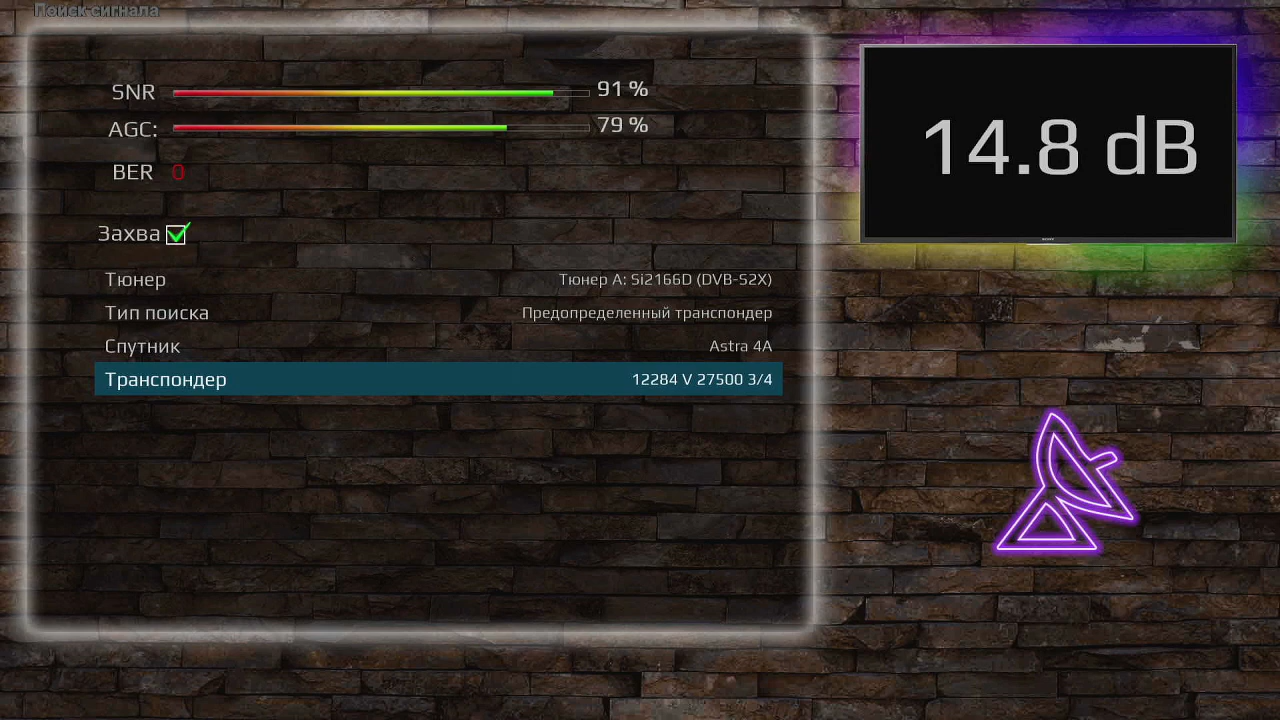 Поиск сигнала
SNR 91 %
AGC: 79 %
BER 0
14.8 dB
Захва
Тюнер Тюнер A: Si2166D (DVB-S2X)
Тип поиска Предопределенный транспондер
Спутник Astra 4A
Транспондер 12284 V 27500 3/4